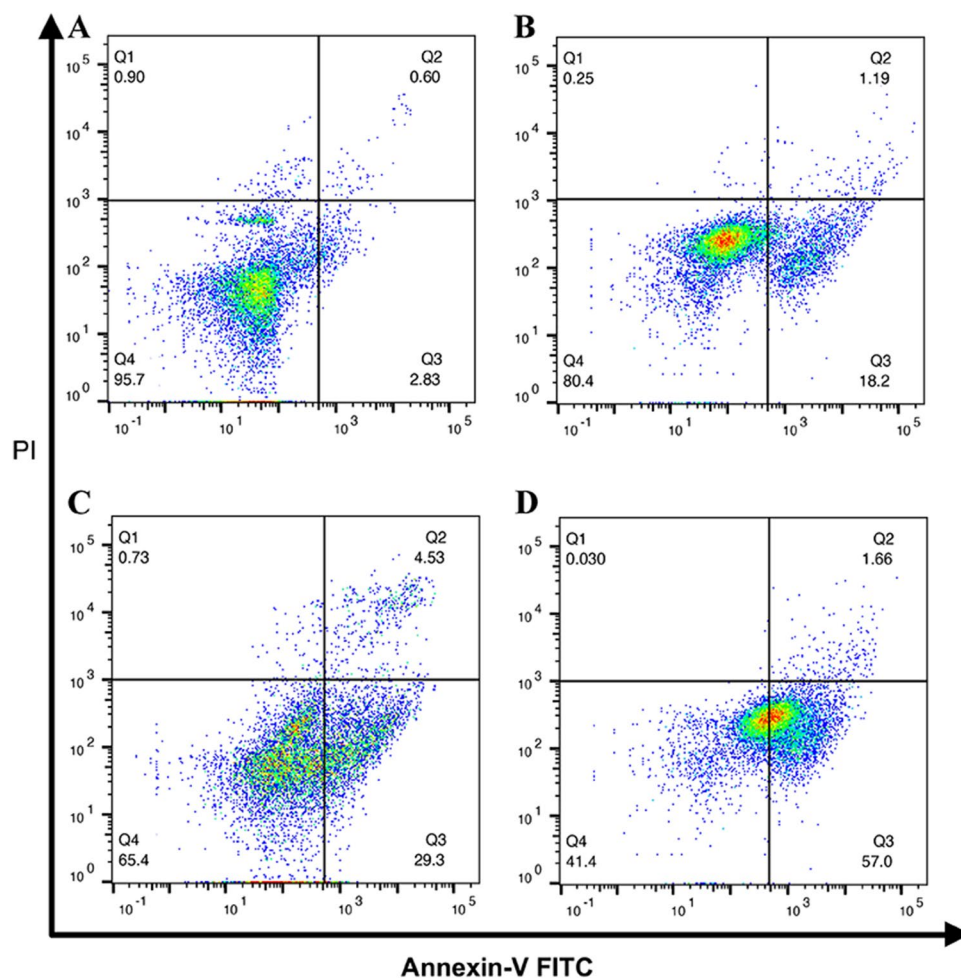 A
Q1
0.90
Q2
0.60
Q4
95.7
Q3
2.83
10^5
10^4
10^3
10^2
10^1
10^0
10^-1
10^1
10^3
10^5
B
Q1
0.25
Q2
1.19
Q4
80.4
Q3
18.2
10^5
10^4
10^3
10^2
10^1
10^0
10^-1
10^1
10^3
10^5
PI
C
Q1
0.73
Q2
4.53
Q4
65.4
Q3
29.3
10^5
10^4
10^3
10^2
10^1
10^0
10^-1
10^1
10^3
10^5
D
Q1
0.030
Q2
1.66
Q4
41.4
Q3
57.0
10^5
10^4
10^3
10^2
10^1
10^0
10^-1
10^1
10^3
10^5
Annexin-V FITC